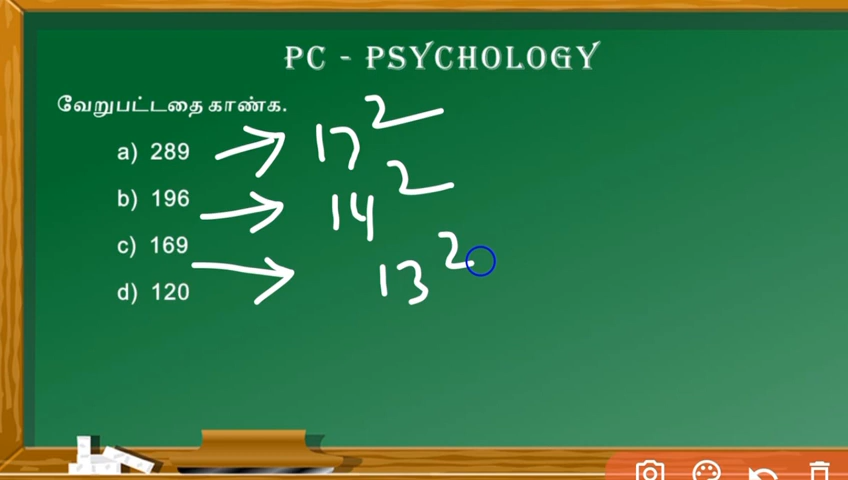 PC - PSYCHOLOGY
வேறுபட்டதை காண்க.
a) 289 → 17²
b) 196 → 14²
c) 169 → 13²
d) 120